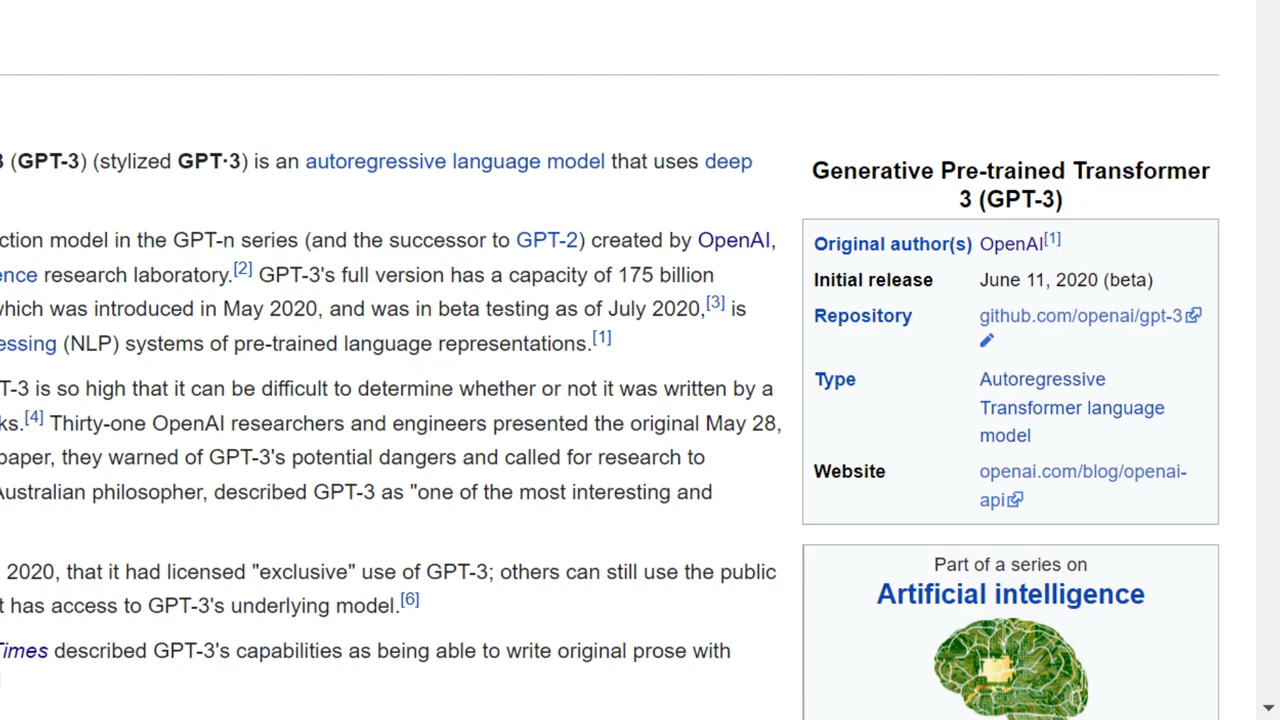 (GPT-3) (stylized GPT·3) is an autoregressive language model that uses deep
ction model in the GPT-n series (and the successor to GPT-2) created by OpenAI,
ence research laboratory.[2] GPT-3's full version has a capacity of 175 billion
which was introduced in May 2020, and was in beta testing as of July 2020,[3] is
essing (NLP) systems of pre-trained language representations.[1]
T-3 is so high that it can be difficult to determine whether or not it was written by a
ks.[4] Thirty-one OpenAI researchers and engineers presented the original May 28,
paper, they warned of GPT-3's potential dangers and called for research to
Australian philosopher, described GPT-3 as "one of the most interesting and
2020, that it had licensed "exclusive" use of GPT-3; others can still use the public
t has access to GPT-3's underlying model.[6]
Times described GPT-3's capabilities as being able to write original prose with
Generative Pre-trained Transformer
3 (GPT-3)
Original author(s) OpenAI[1]
Initial release June 11, 2020 (beta)
Repository github.com/openai/gpt-3
Type Autoregressive
Transformer language
model
Website openai.com/blog/openai-
api
Part of a series on
Artificial intelligence